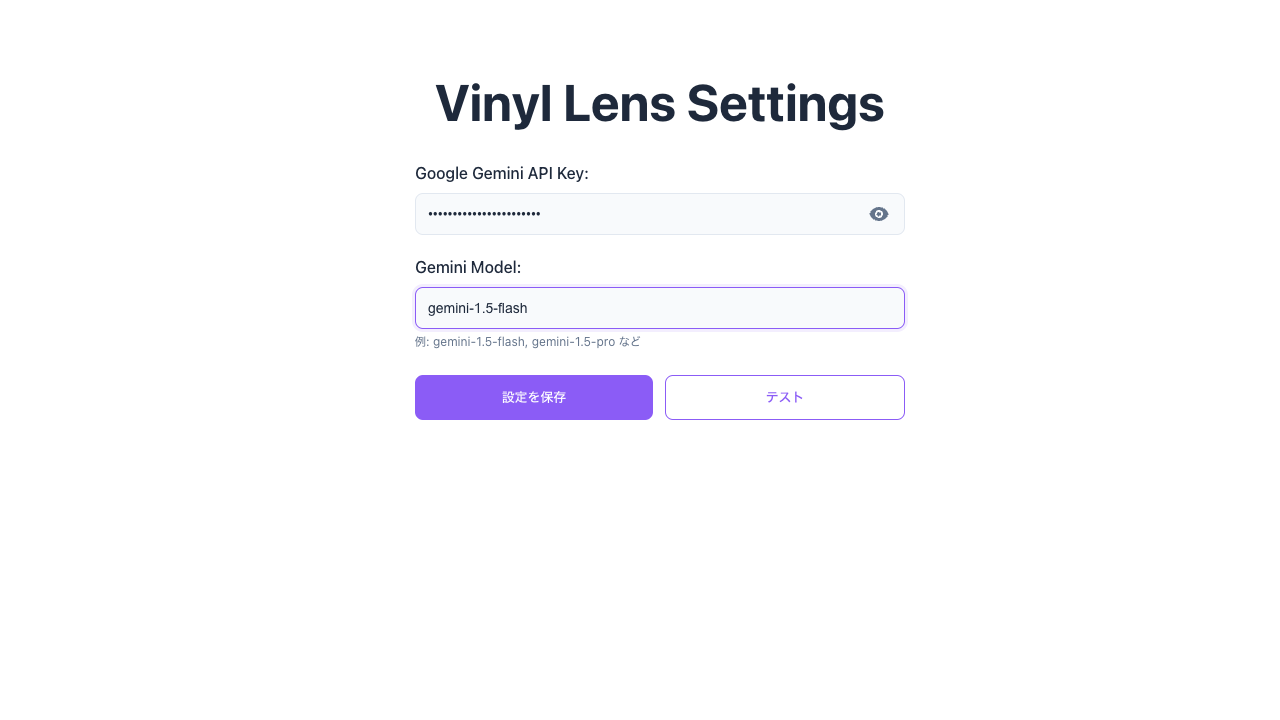 Vinyl Lens Settings
Google Gemini API Key:
•••••••••••••••••••••••
Gemini Model:
gemini-1.5-flash
例: gemini-1.5-flash, gemini-1.5-pro など
設定を保存
テスト